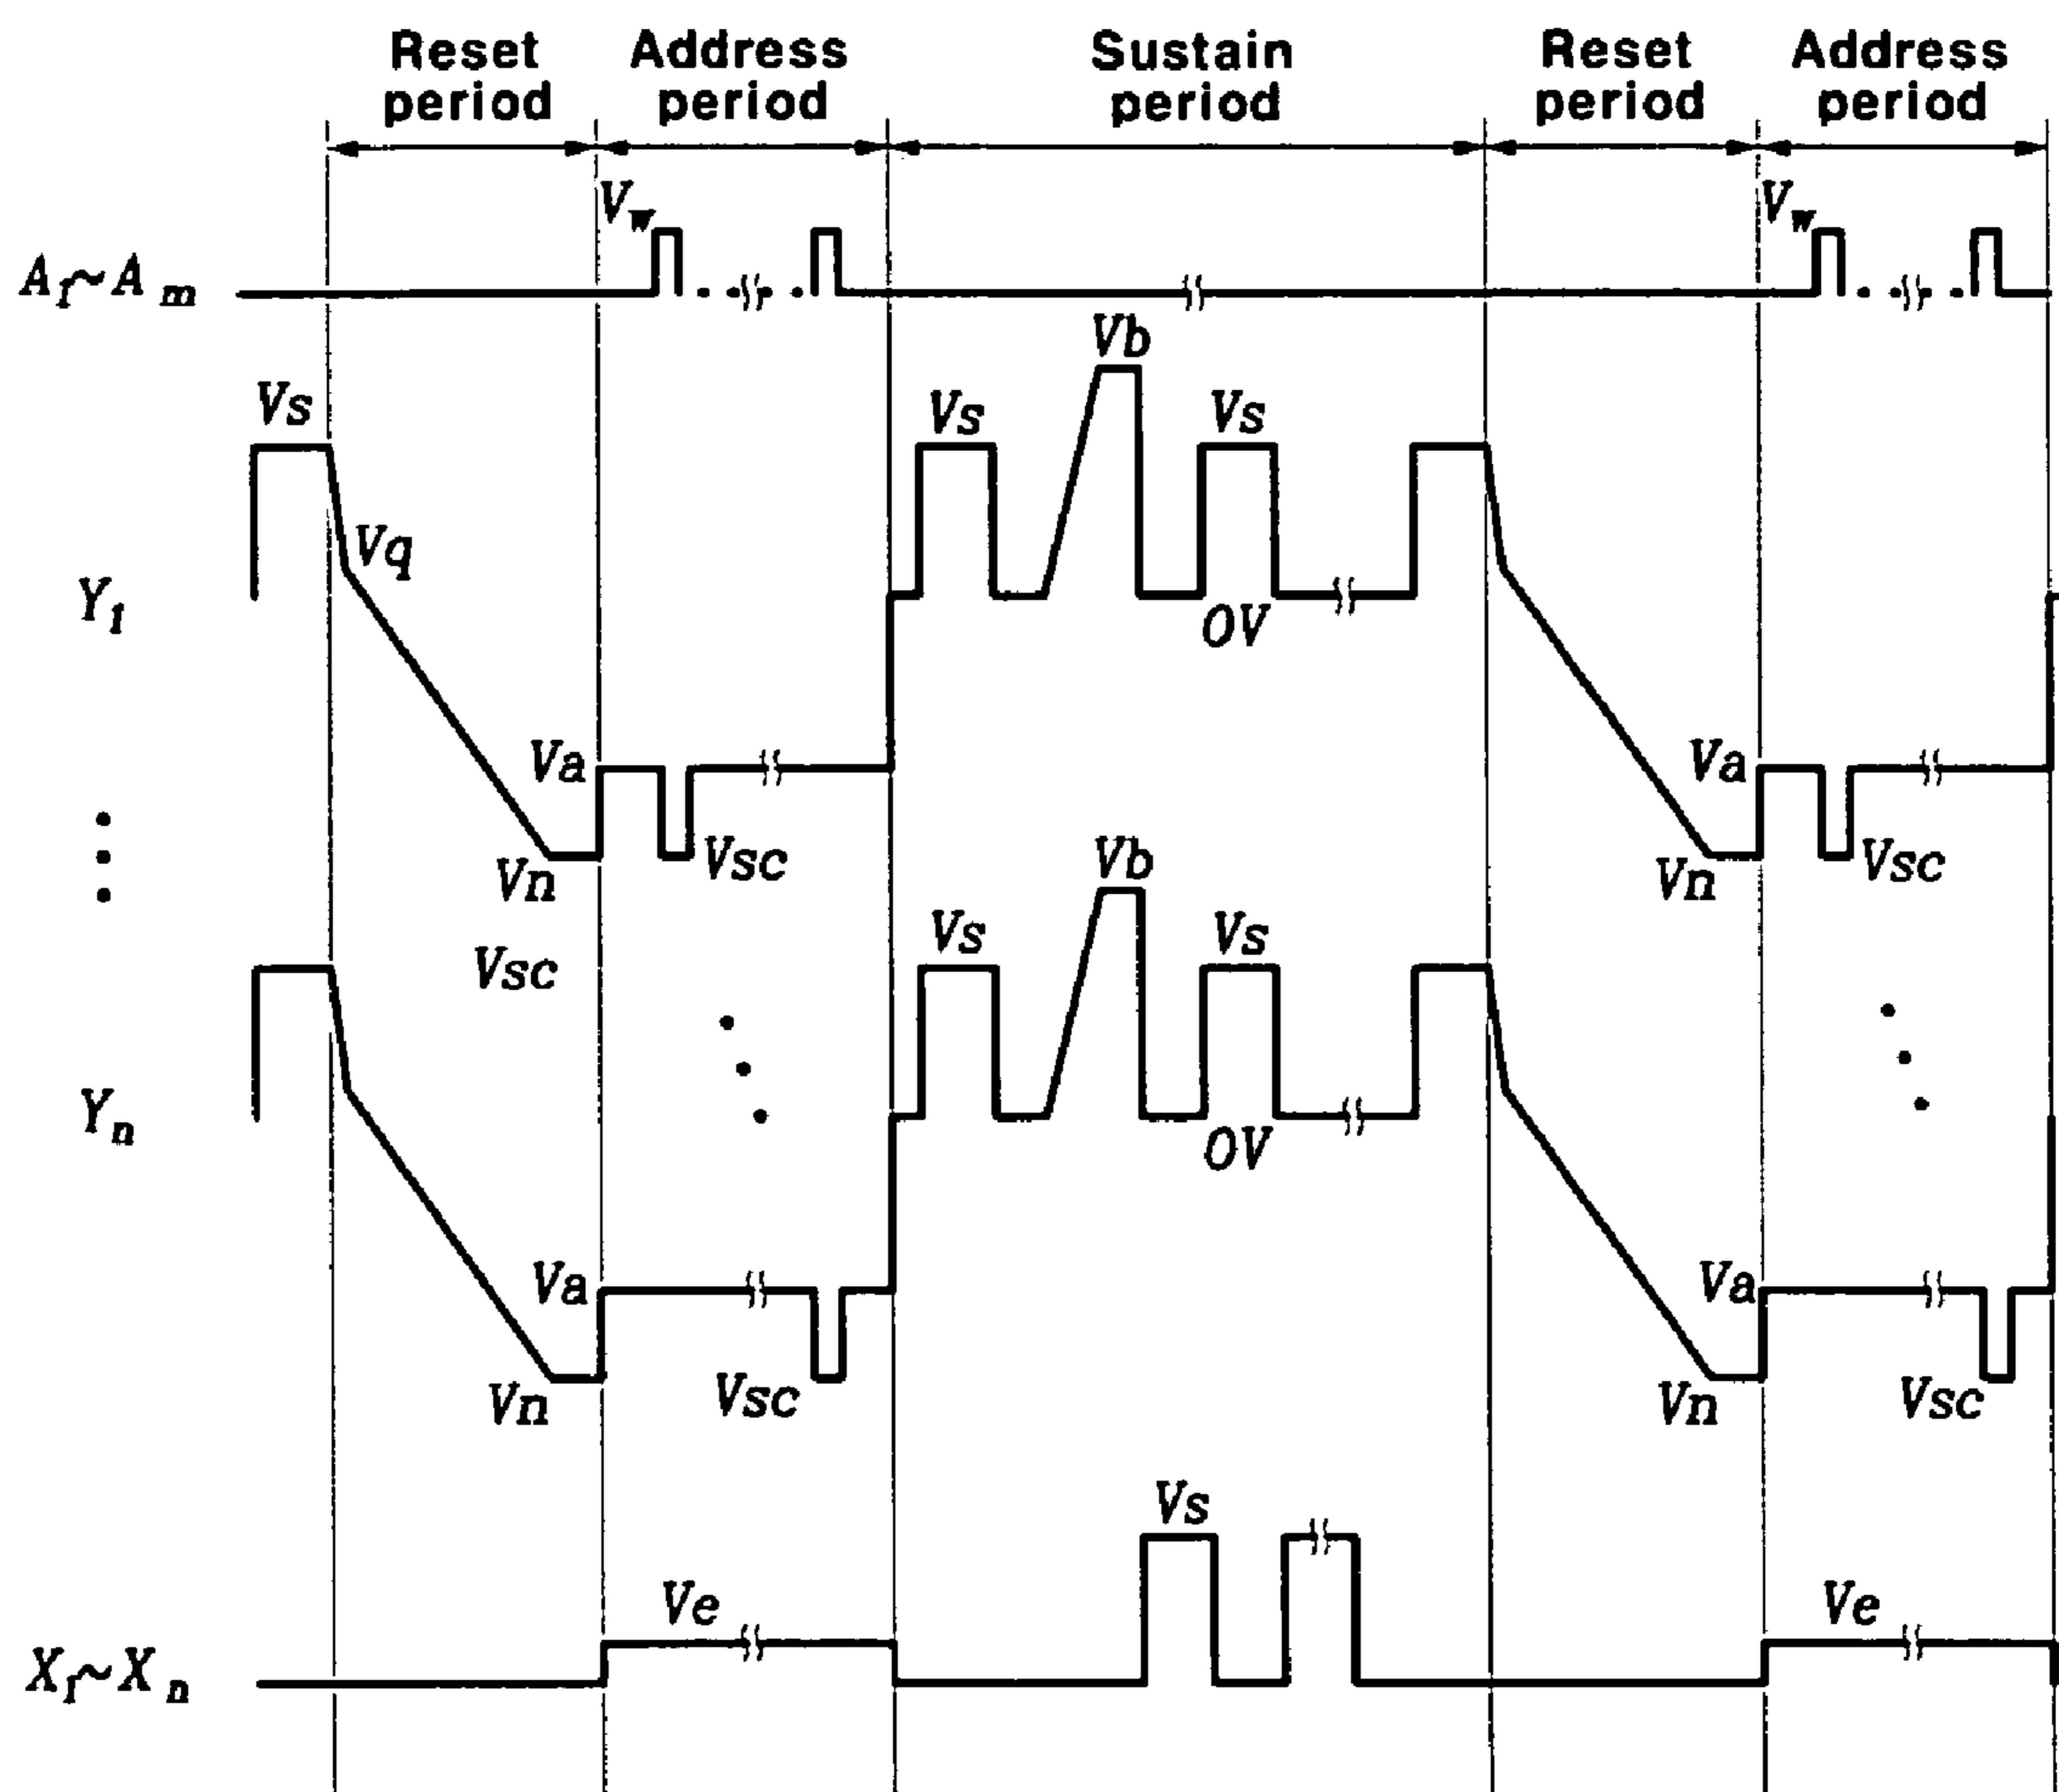 Reset period
Address period
Sustain period
Reset period
Address period
Vw
Vw
A1~Am
Vb
Vs
Vs
Vs
Vq
Y1
0V
Va
Va
Vsc
Vn
Vb
Vsc
Vn
Vs
Vs
Vsc
Yn
0V
Va
Va
Vn
Vsc
Vn
Vsc
Vs
Ve
Ve
X1~Xn